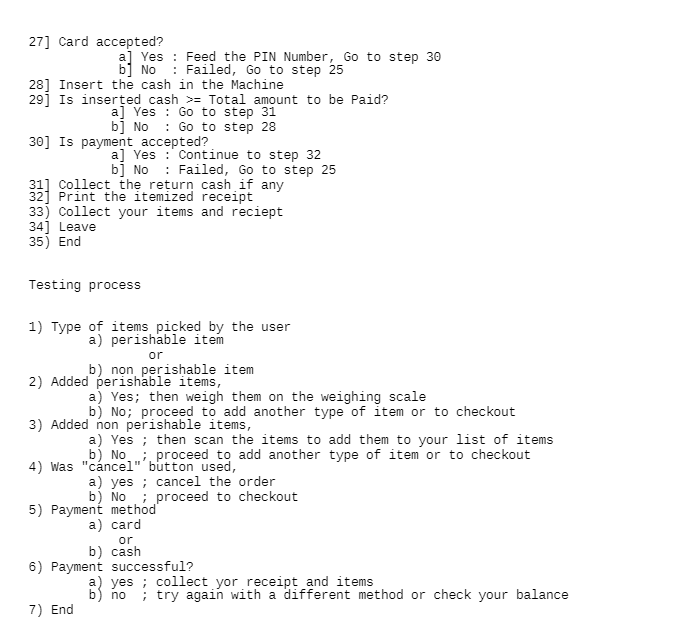 27] Card accepted?
a] Yes : Feed the PIN Number, Go to step 30
b] No : Failed, Go to step 25
28] Insert the cash in the Machine
29] Is inserted cash >= Total amount to be Paid?
a] Yes : Go to step 31
b] No : Go to step 28
30] Is payment accepted?
a] Yes : Continue to step 32
b] No : Failed, Go to step 25
31] Collect the return cash if any
32] Print the itemized receipt
33) Collect your items and reciept
34] Leave
35) End
Testing process
1) Type of items picked by the user
a) perishable item
or
b) non perishable item
2) Added perishable items,
a) Yes; then weigh them on the weighing scale
b) No; proceed to add another type of item or to checkout
3) Added non perishable items,
a) Yes ; then scan the items to add them to your list of items
b) No ; proceed to add another type of item or to checkout
4) Was "cancel" button used,
a) yes ; cancel the order
b) No ; proceed to checkout
5) Payment method
a) card
or
b) cash
6) Payment successful?
a) yes ; collect yor receipt and items
b) no ; try again with a different method or check your balance
7) End